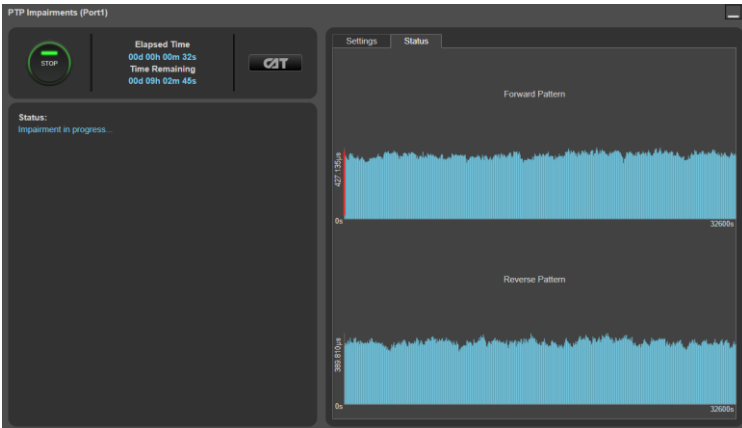 PTP Impairments (Port1)
STOP
Elapsed Time
00d 00h 00m 32s
Time Remaining
00d 09h 02m 45s
CAT
Status:
Impairment in progress...
Settings
Status
Forward Pattern
427.135µs
0s
32600s
Reverse Pattern
389.810µs
0s
32600s